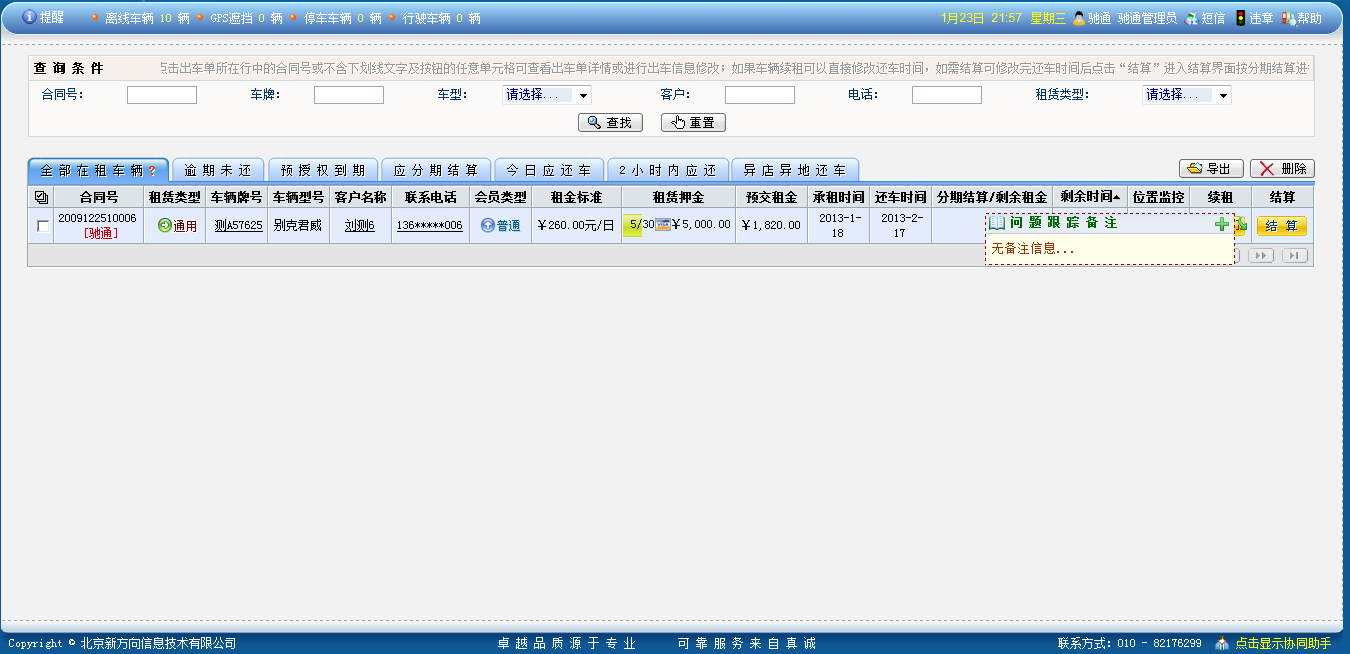 提醒 离线车辆 10 辆 GPS遮挡 0 辆 停车车辆 0 辆 行驶车辆 0 辆 1月23日 21:57 星期三 驰通 驰通管理员 短信 违章 帮助
查询条件 点击出车单所在行中的合同号或不含下划线文字及按钮的任意单元格可查看出车单详情或进行出车信息修改；如果车辆续租可以直接修改还车时间，如需结算可修改完还车时间后点击“结算”进入结算界面按分期结算进
合同号： 车牌： 车型： 请选择... 客户： 电话： 租赁类型： 请选择...
查找 重置
全部在租车辆? 逾期未还 预授权到期 应分期结算 今日应还车 2小时内应还 异店异地还车 导出 删除
合同号 租赁类型 车辆牌号 车辆型号 客户名称 联系电话 会员类型 租金标准 租赁押金 预交租金 承租时间 还车时间 分期结算/剩余租金 剩余时间 位置监控 续租 结算
2009122510006 [驰通] 通用 测A57625 别克君威 刘测6 136*****006 普通 ￥260.00元/日 5/30 ￥5,000.00 ￥1,820.00 2013-1-18 2013-2-17 结算
问题跟踪备注
无备注信息...
Copyright © 北京新方向信息技术有限公司 卓越品质源于专业 可靠服务来自真诚 联系方式：010 - 82176299 点击显示协同助手